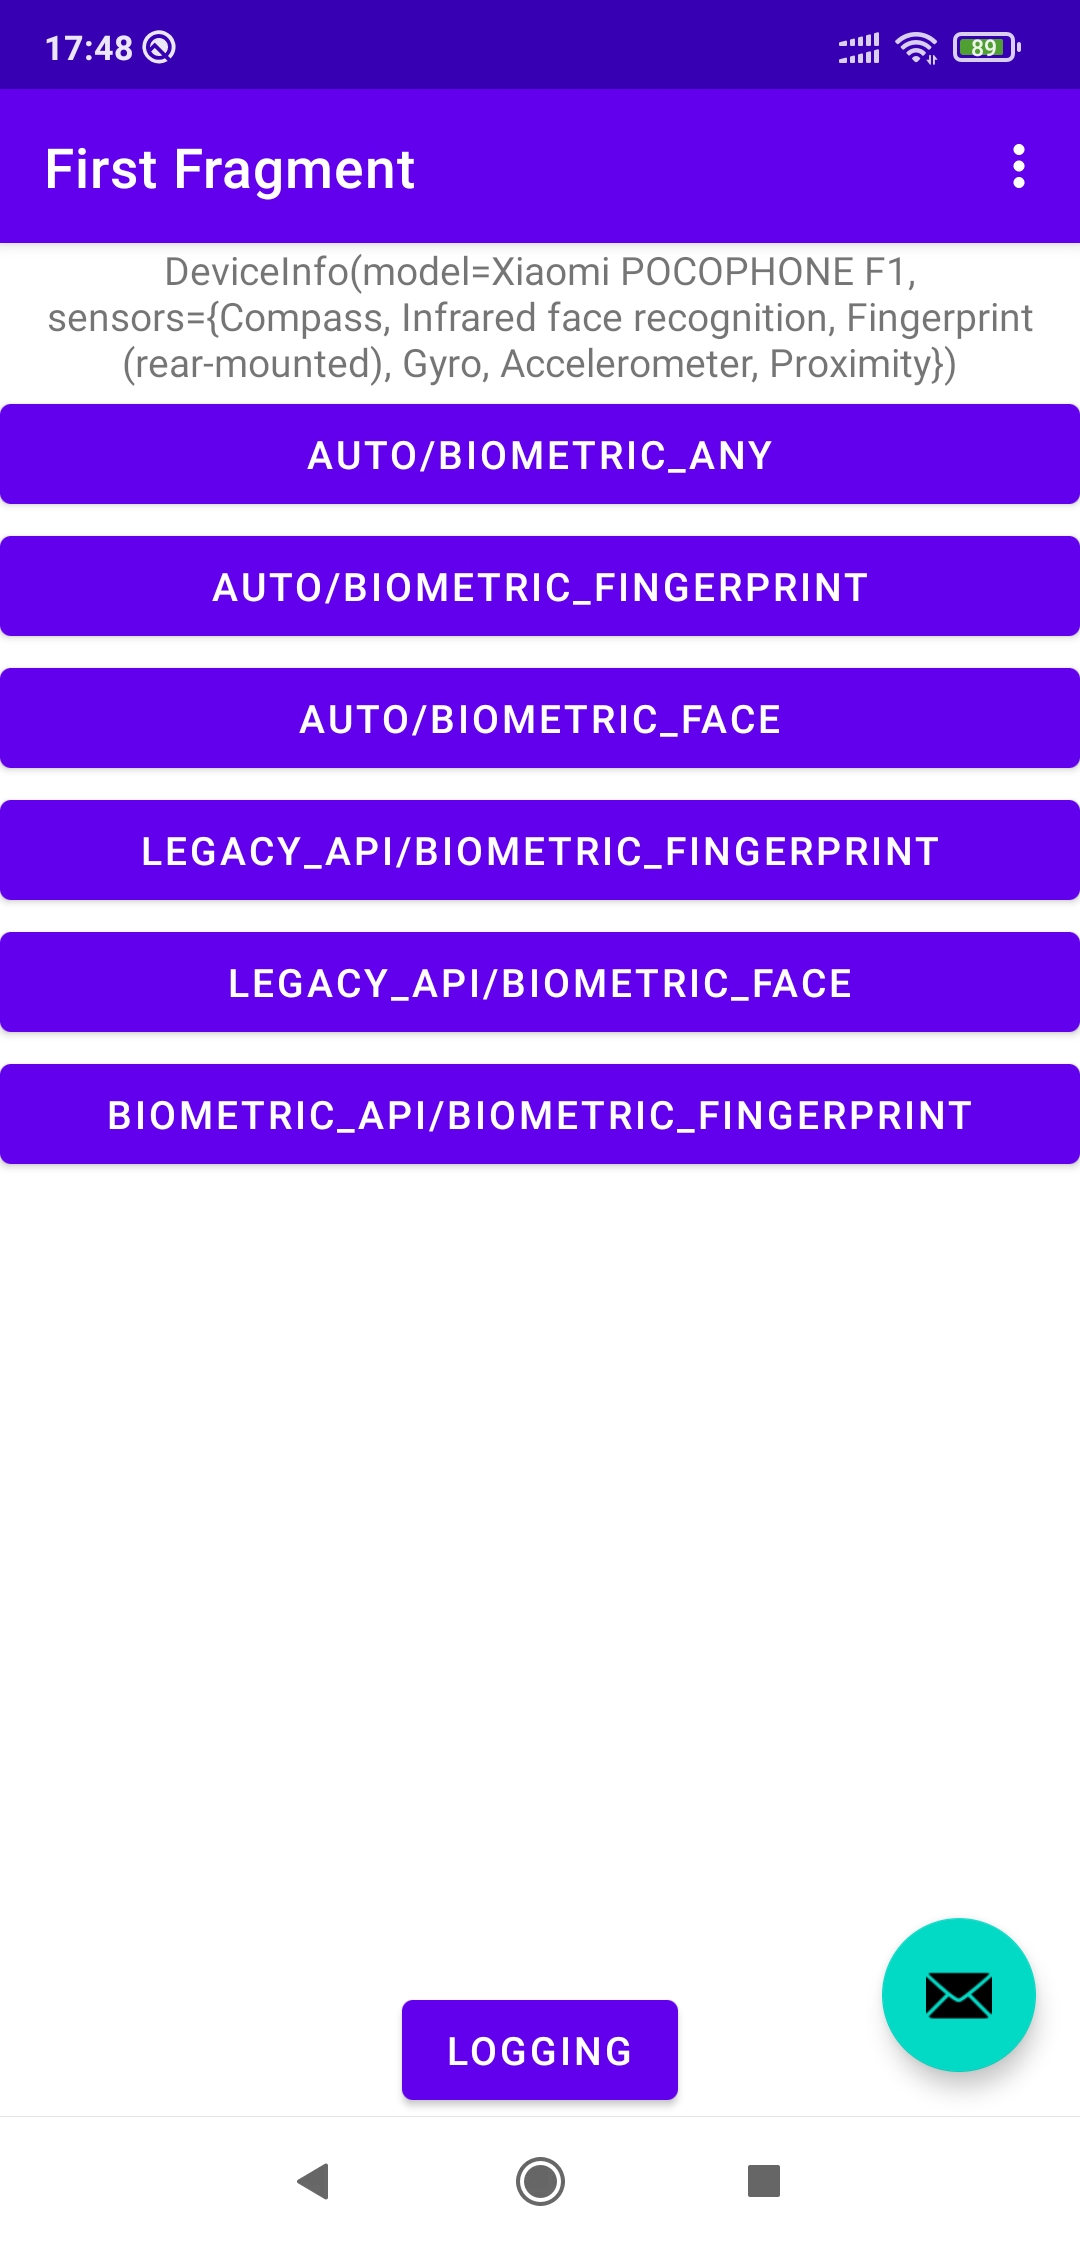 17:48
89
First Fragment
DeviceInfo(model=Xiaomi POCOPHONE F1,
sensors={Compass, Infrared face recognition, Fingerprint
(rear-mounted), Gyro, Accelerometer, Proximity})
AUTO/BIOMETRIC_ANY
AUTO/BIOMETRIC_FINGERPRINT
AUTO/BIOMETRIC_FACE
LEGACY_API/BIOMETRIC_FINGERPRINT
LEGACY_API/BIOMETRIC_FACE
BIOMETRIC_API/BIOMETRIC_FINGERPRINT
LOGGING